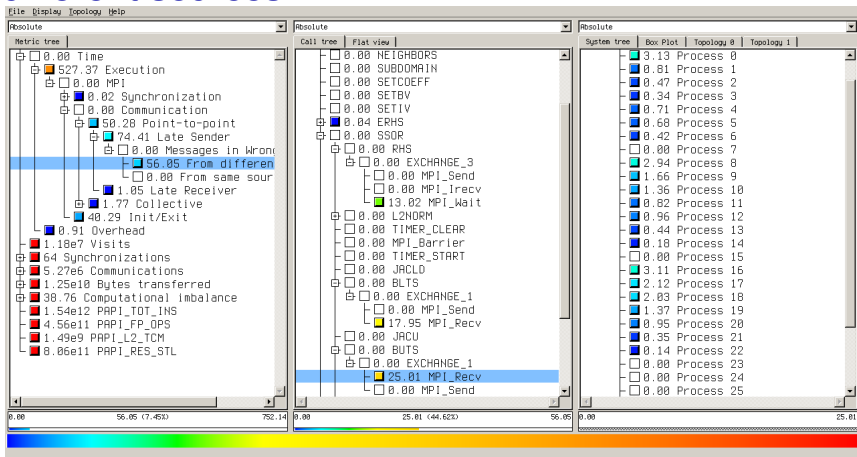 File Display Topology Help
Absolute
Metric tree
0.00 Time
527.37 Execution
0.00 MPI
0.02 Synchronization
0.00 Communication
50.28 Point-to-point
74.41 Late Sender
0.00 Messages in Wron
56.05 From differen
0.00 From same sour
1.05 Late Receiver
1.77 Collective
40.29 Init/Exit
0.91 Overhead
1.18e7 Visits
64 Synchronizations
5.27e6 Communications
1.25e10 Bytes transferred
38.76 Computational imbalance
1.54e12 PAPI_TOT_INS
4.56e11 PAPI_FP_OPS
1.49e9 PAPI_L2_TCM
8.06e11 PAPI_RES_STL
0.00 56.05 (7.45%) 752.14
Absolute
Call tree Flat view
0.00 NEIGHBORS
0.00 SUBDOMAIN
0.00 SETCOEFF
0.00 SETBV
0.00 SETIV
0.04 ERHS
0.00 SSOR
0.00 RHS
0.00 EXCHANGE_3
0.00 MPI_Send
0.00 MPI_Irecv
13.02 MPI_Wait
0.00 L2NORM
0.00 TIMER_CLEAR
0.00 MPI_Barrier
0.00 TIMER_START
0.00 JACLD
0.00 BLTS
0.00 EXCHANGE_1
0.00 MPI_Send
17.95 MPI_Recv
0.00 JACU
0.00 BUTS
0.00 EXCHANGE_1
25.01 MPI_Recv
0.00 MPI_Send
0.00 25.01 (44.62%) 56.05
Absolute
System tree Box Plot Topology 0 Topology 1
3.13 Process 0
0.81 Process 1
0.47 Process 2
0.34 Process 3
0.71 Process 4
0.68 Process 5
0.42 Process 6
0.00 Process 7
2.94 Process 8
1.66 Process 9
1.36 Process 10
0.82 Process 11
0.96 Process 12
0.44 Process 13
0.18 Process 14
0.00 Process 15
3.11 Process 16
2.12 Process 17
2.03 Process 18
1.37 Process 19
0.95 Process 20
0.35 Process 21
0.14 Process 22
0.00 Process 23
0.00 Process 24
0.00 Process 25
0.00 25.01